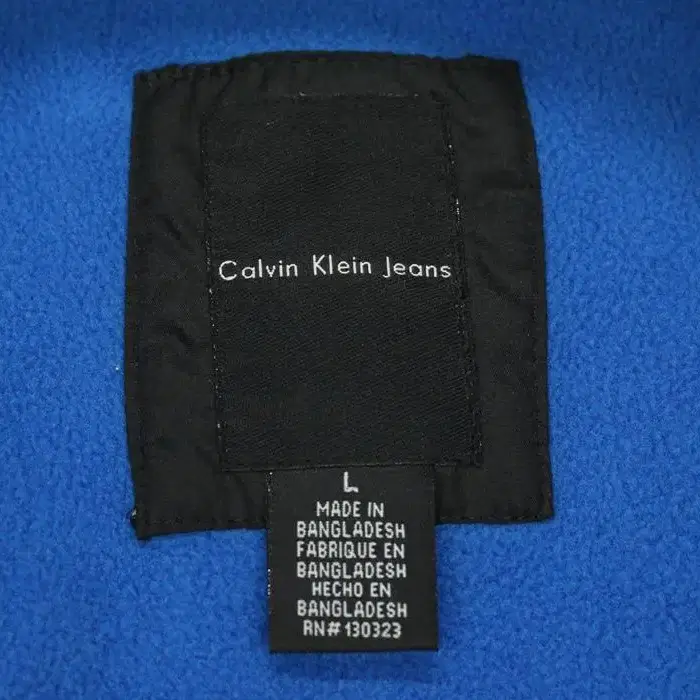 Calvin Klein Jeans
L
MADE IN
BANGLADESH
FABRIQUE EN
BANGLADESH
HECHO EN
BANGLADESH
RN#130323